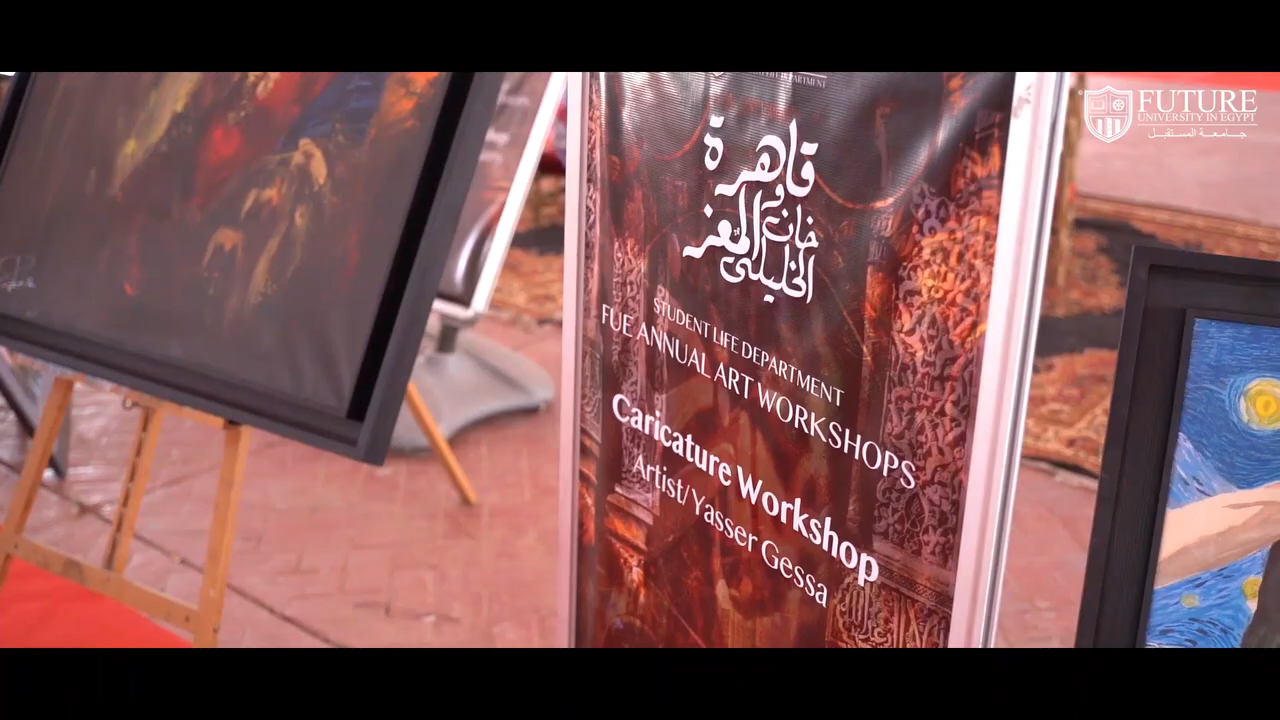 قاهرة
و
المعز
خان
الخليلي
STUDENT LIFE DEPARTMENT
FUE ANNUAL ART WORKSHOPS
Caricature Workshop
Artist/ Yasser Gessa
FUTURE
UNIVERSITY IN EGYPT
جامعة المستقبل